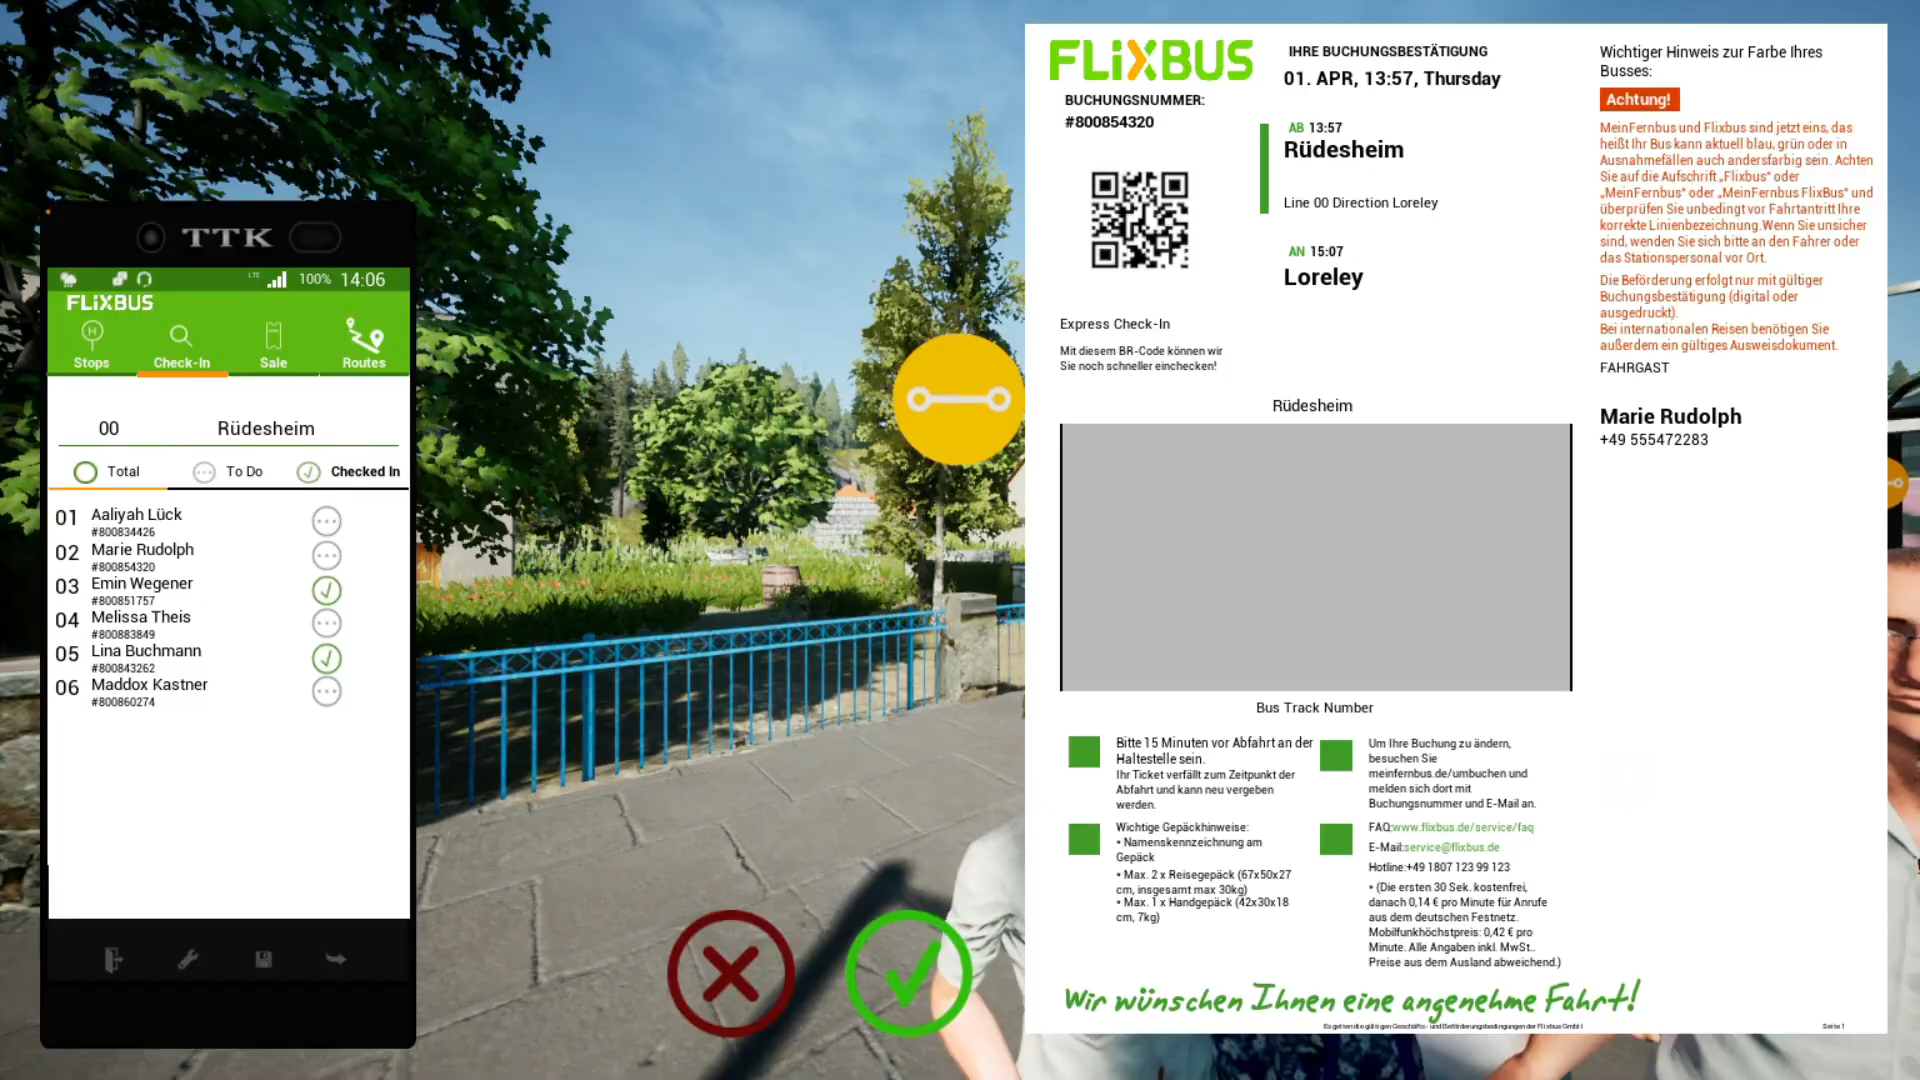 TTK
LTE 100% 14:06
FLiXBUS
Stops
Check-In
Sale
Routes
00 Rüdesheim
Total
To Do
Checked In
01 Aaliyah Lück
#800834426
02 Marie Rudolph
#800854320
03 Emin Wegener
#800851757
04 Melissa Theis
#800883849
05 Lina Buchmann
#800843262
06 Maddox Kastner
#800860274
FLiXBUS
BUCHUNGSNUMMER:
#800854320
IHRE BUCHUNGSBESTÄTIGUNG
01. APR, 13:57, Thursday
AB 13:57
Rüdesheim
Line 00 Direction Loreley
AN 15:07
Loreley
Express Check-In
Mit diesem BR-Code können wir
Sie noch schneller einchecken!
Rüdesheim
Bus Track Number
Bitte 15 Minuten vor Abfahrt an der
Haltestelle sein.
Ihr Ticket verfällt zum Zeitpunkt der
Abfahrt und kann neu vergeben
werden.
Wichtige Gepäckhinweise:
• Namenskennzeichnung am
Gepäck
• Max. 2 x Reisegepäck (67x50x27
cm, insgesamt max 30kg)
• Max. 1 x Handgepäck (42x30x18
cm, 7kg)
Um Ihre Buchung zu ändern,
besuchen Sie
meinfernbus.de/umbuchen und
melden sich dort mit
Buchungsnummer und E-Mail an.
FAQ:www.flixbus.de/service/faq
E-Mail:service@flixbus.de
Hotline:+49 1807 123 99 123
• (Die ersten 30 Sek. kostenfrei,
danach 0,14 € pro Minute für Anrufe
aus dem deutschen Festnetz.
Mobilfunkhöchstpreis: 0,42 € pro
Minute. Alle Angaben inkl. MwSt..
Preise aus dem Ausland abweichend.)
Wichtiger Hinweis zur Farbe Ihres
Busses:
Achtung!
MeinFernbus und Flixbus sind jetzt eins, das
heißt Ihr Bus kann aktuell blau, grün oder in
Ausnahmefällen auch andersfarbig sein. Achten
Sie auf die Aufschrift „Flixbus" oder
„MeinFernbus" oder „MeinFernbus FlixBus" und
überprüfen Sie unbedingt vor Fahrtantritt Ihre
korrekte Linienbezeichnung.Wenn Sie unsicher
sind, wenden Sie sich bitte an den Fahrer oder
das Stationspersonal vor Ort.
Die Beförderung erfolgt nur mit gültiger
Buchungsbestätigung (digital oder
ausgedruckt).
Bei internationalen Reisen benötigen Sie
außerdem ein gültiges Ausweisdokument.
FAHRGAST
Marie Rudolph
+49 555472283
Wir wünschen Ihnen eine angenehme Fahrt!
Es gelten die gültigen Geschäfts- und Beförderungsbedingungen der Flixbus GmbH
Seite 1